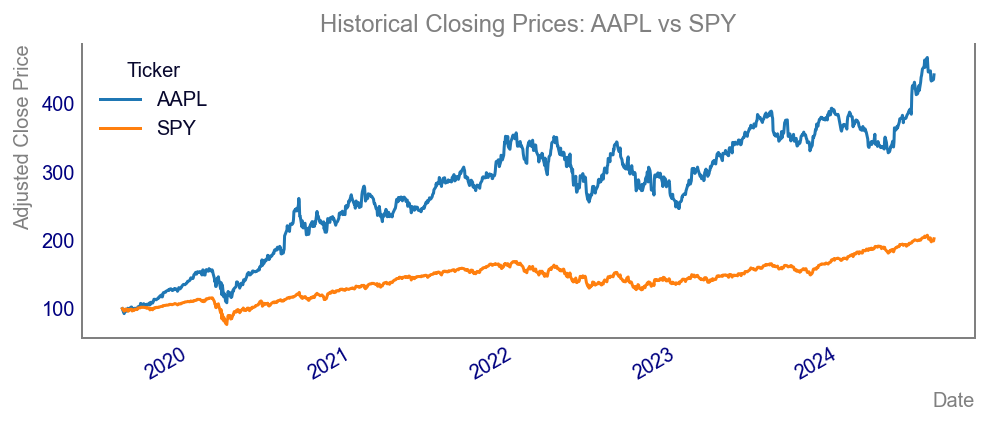 Historical Closing Prices: AAPL vs SPY
Adjusted Close Price
Ticker
AAPL
SPY
400
300
200
100
2020
2021
2022
2023
2024
Date